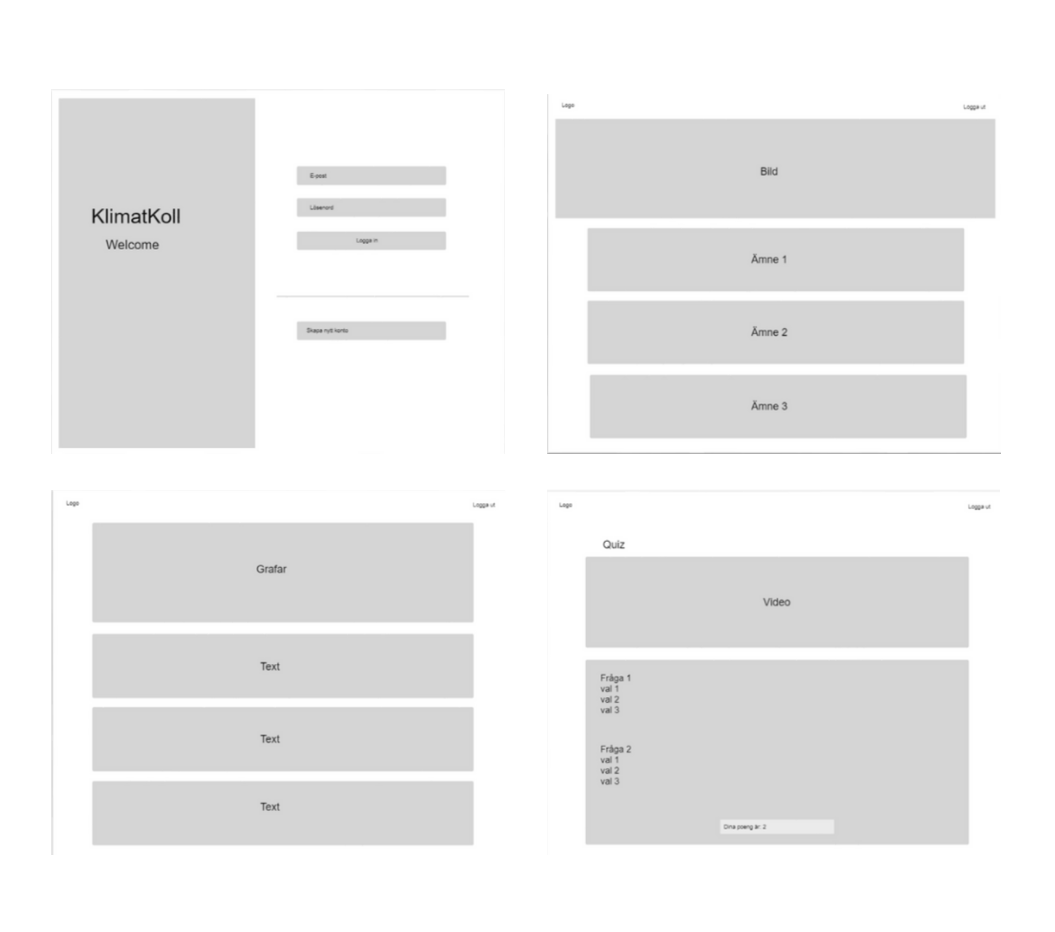 KlimatKoll
Welcome
E-post
Lösenord
Logga in
Skapa nytt konto
Logo
Logga ut
Bild
Ämne 1
Ämne 2
Ämne 3
Logo
Logga ut
Grafar
Text
Text
Text
Logo
Logga ut
Quiz
Video
Fråga 1
val 1
val 2
val 3
Fråga 2
val 1
val 2
val 3
Dina poeng är: 2